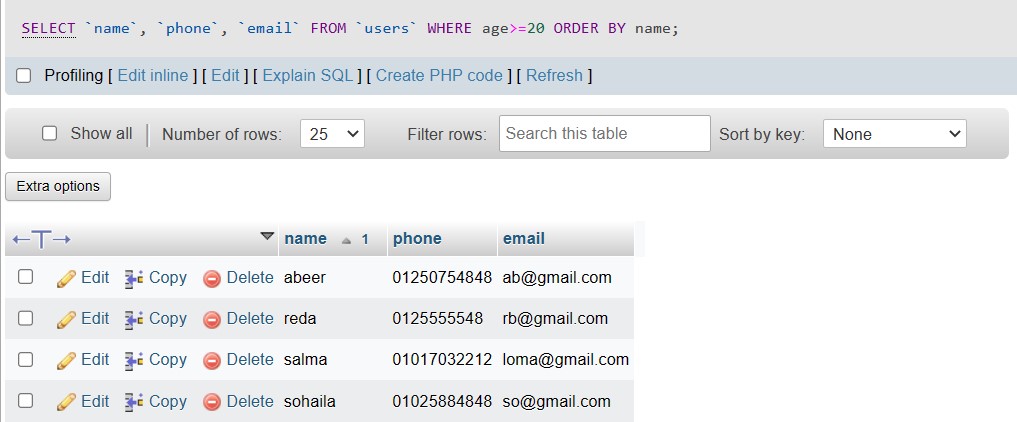 SELECT `name`, `phone`, `email` FROM `users` WHERE age>=20 ORDER BY name;
Profiling [ Edit inline ] [ Edit ] [ Explain SQL ] [ Create PHP code ] [ Refresh ]
Show all Number of rows: 25 Filter rows: Search this table Sort by key: None
Extra options
name 1 phone email
Edit Copy Delete abeer 01250754848 ab@gmail.com
Edit Copy Delete reda 0125555548 rb@gmail.com
Edit Copy Delete salma 01017032212 loma@gmail.com
Edit Copy Delete sohaila 01025884848 so@gmail.com